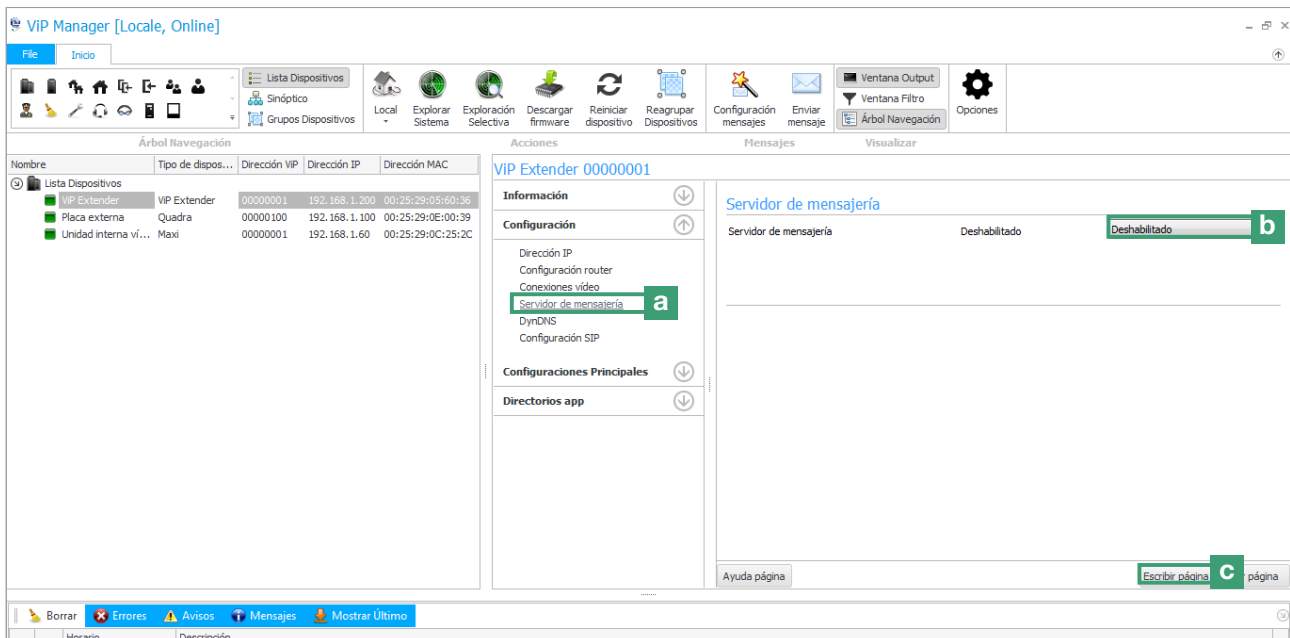 ViP Manager [Locale, Online]
File Inicio
Lista Dispositivos
Sinóptico
Grupos Dispositivos
Local
Explorar Sistema
Exploración Selectiva
Descargar firmware
Reiniciar dispositivo
Reagrupar Dispositivos
Configuración mensajes
Enviar mensaje
Ventana Output
Ventana Filtro
Árbol Navegación
Opciones
Árbol Navegación Acciones Mensajes Visualizar
Nombre Tipo de dispos... Dirección ViP Dirección IP Dirección MAC
Lista Dispositivos
ViP Extender ViP Extender 00000001 192.168.1.200 00:25:29:05:60:36
Placa externa Quadra 00000100 192.168.1.100 00:25:29:0E:00:39
Unidad interna ví... Maxi 00000001 192.168.1.60 00:25:29:0C:25:2C
ViP Extender 00000001
Información
Configuración
Dirección IP
Configuración router
Conexiones vídeo
Servidor de mensajería a
DynDNS
Configuración SIP
Configuraciones Principales
Directorios app
Servidor de mensajería
Servidor de mensajería Deshabilitado Deshabilitado b
Ayuda página Escribir página c página
Borrar Errores Avisos Mensajes Mostrar Último
Horario Descripción